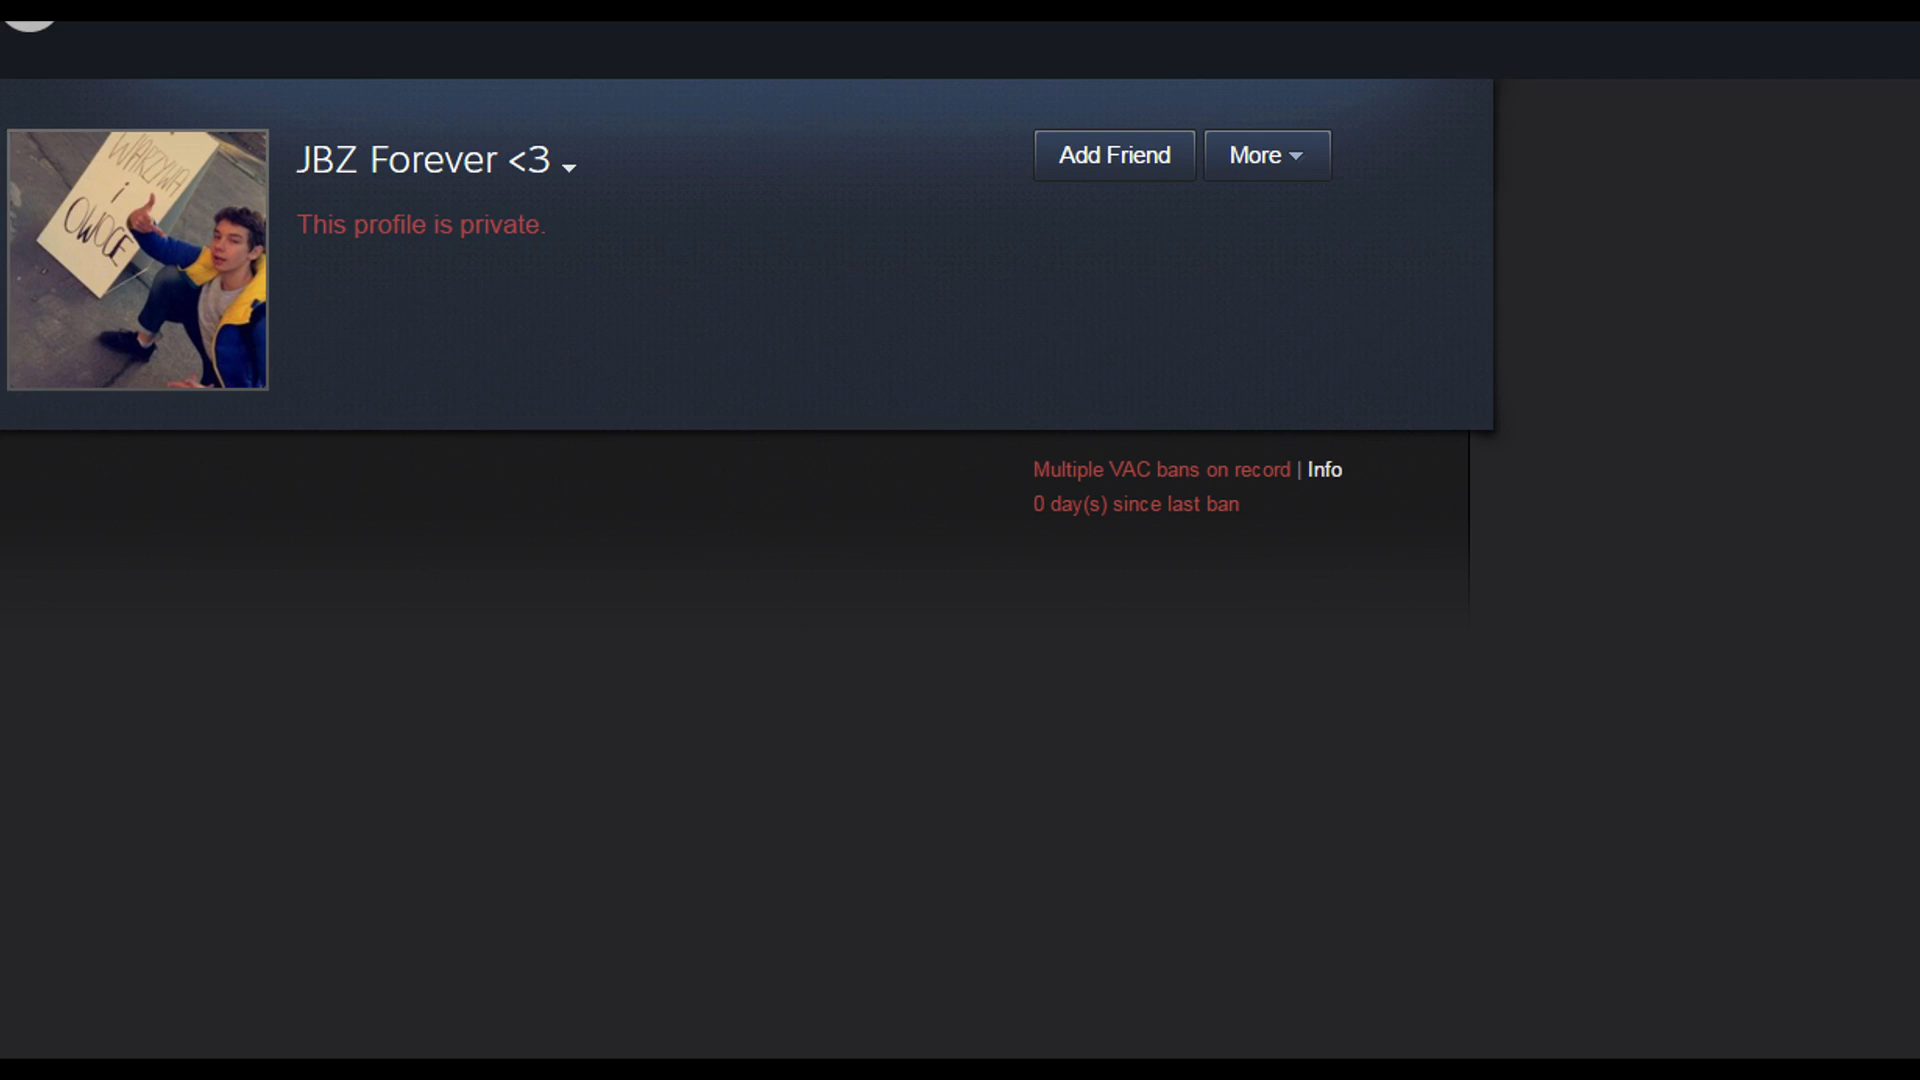 WARZYWA
i
OWOCE
JBZ Forever <3
This profile is private.
Add Friend
More
Multiple VAC bans on record | Info
0 day(s) since last ban